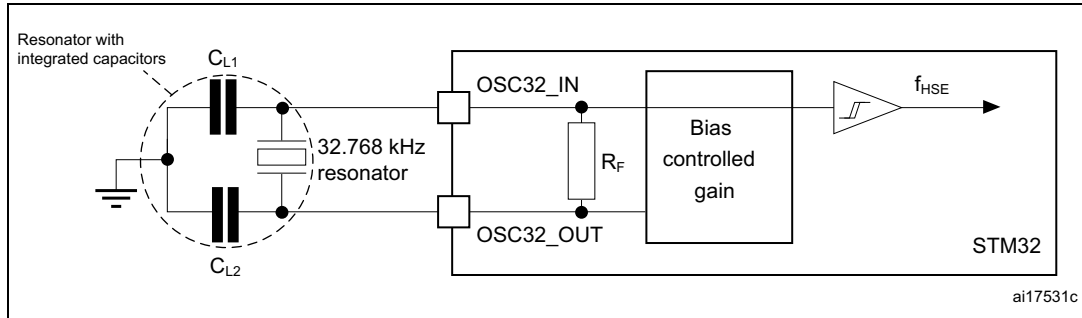 Resonator with
integrated capacitors
CL1
OSC32_IN
fHSE
32.768 kHz
resonator
RF
Bias
controlled
gain
OSC32_OUT
STM32
CL2
ai17531c